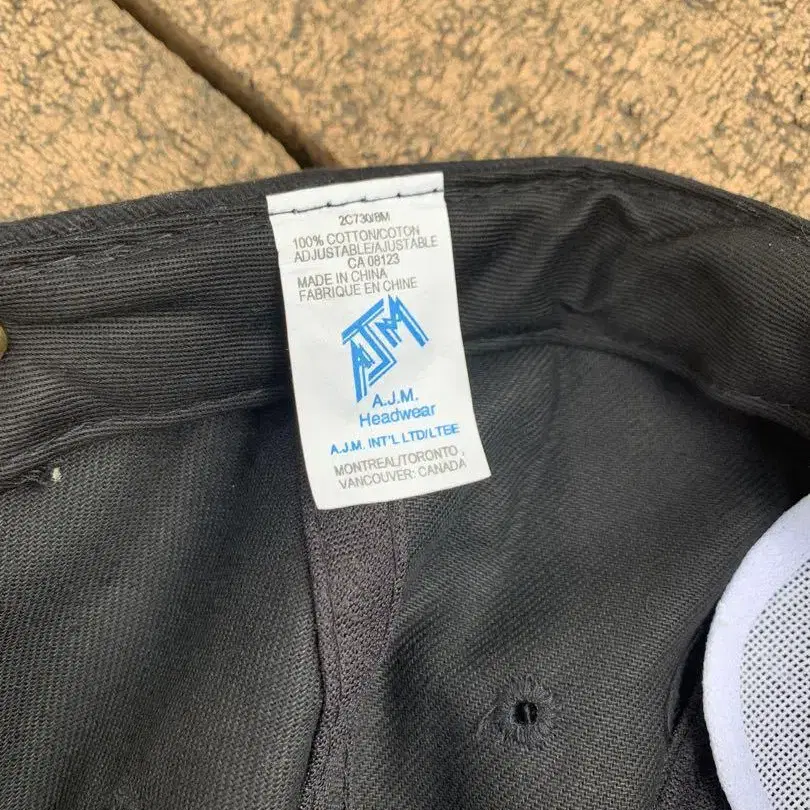 2C730/8M
100% COTTON/COTON
ADJUSTABLE/AJUSTABLE
CA 08123
MADE IN CHINA
FABRIQUE EN CHINE
AJM
A.J.M.
Headwear
A.J.M. INT'L LTD/LTEE
MONTREAL/TORONTO,
VANCOUVER: CANADA